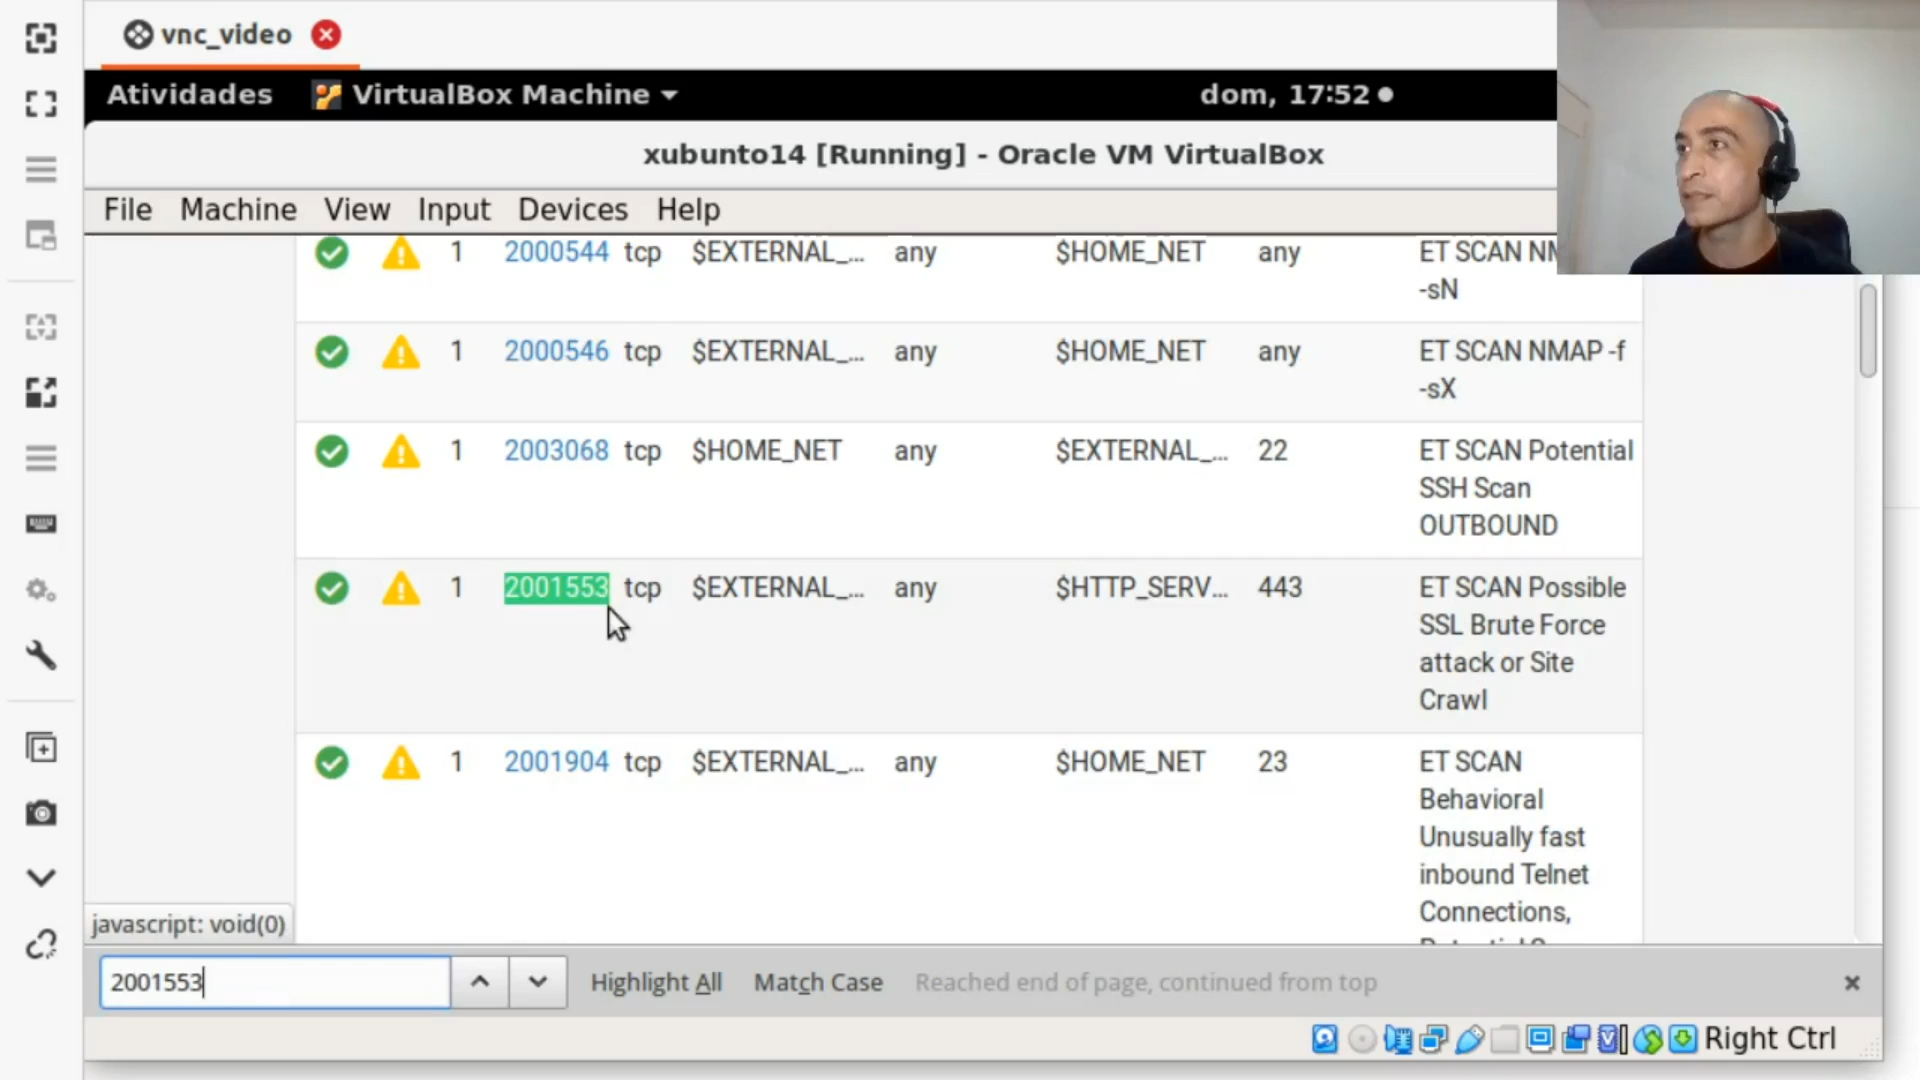 vnc_video
Atividades VirtualBox Machine dom, 17:52
xubunto14 [Running] - Oracle VM VirtualBox
File Machine View Input Devices Help
1 2000544 tcp $EXTERNAL_... any $HOME_NET any ET SCAN
-sN
1 2000546 tcp $EXTERNAL_... any $HOME_NET any ET SCAN NMAP -f
-sX
1 2003068 tcp $HOME_NET any $EXTERNAL_... 22 ET SCAN Potential
SSH Scan
OUTBOUND
1 2001553 tcp $EXTERNAL_... any $HTTP_SERV... 443 ET SCAN Possible
SSL Brute Force
attack or Site
Crawl
1 2001904 tcp $EXTERNAL_... any $HOME_NET 23 ET SCAN
Behavioral
Unusually fast
inbound Telnet
Connections,
javascript: void(0)
2001553 Highlight All Match Case Reached end of page, continued from top
Right Ctrl